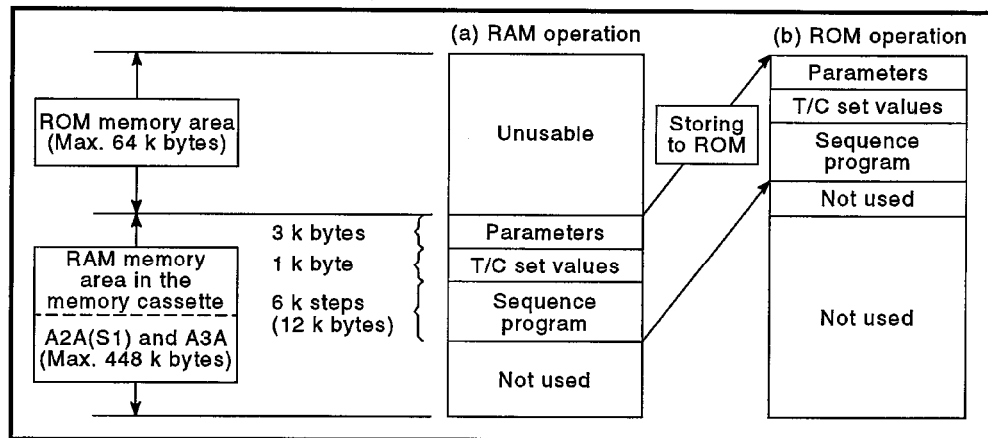 (a) RAM operation
(b) ROM operation
ROM memory area
(Max. 64 k bytes)
Unusable
Storing
to ROM
Parameters
T/C set values
Sequence
program
Not used
Not used
RAM memory
area in the
memory cassette
A2A(S1) and A3A
(Max. 448 k bytes)
3 k bytes
1 k byte
6 k steps
(12 k bytes)
Parameters
T/C set values
Sequence
program
Not used